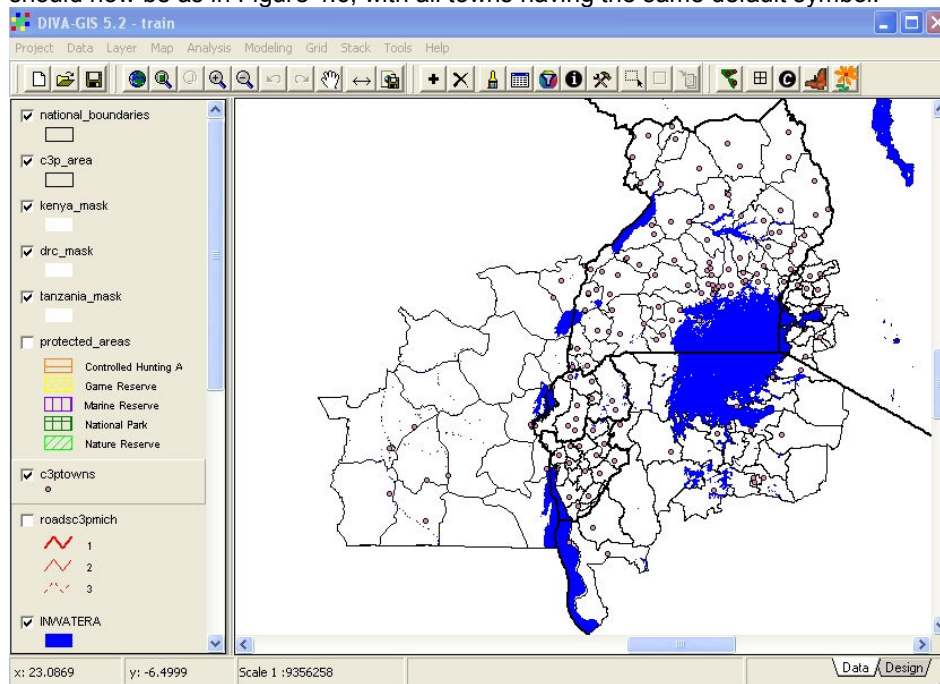 should now be as in Figure 4.6, with all towns having the same default symbol.
DIVA-GIS 5.2 - train
Project Data Layer Map Analysis Modeling Grid Stack Tools Help
national_boundaries
c3p_area
kenya_mask
drc_mask
tanzania_mask
protected_areas
Controlled Hunting A
Game Reserve
Marine Reserve
National Park
Nature Reserve
c3ptowns
roadsc3pmich
1
2
3
INWATERA
x: 23.0869 y: -6.4999 Scale 1 :9356258 Data Design